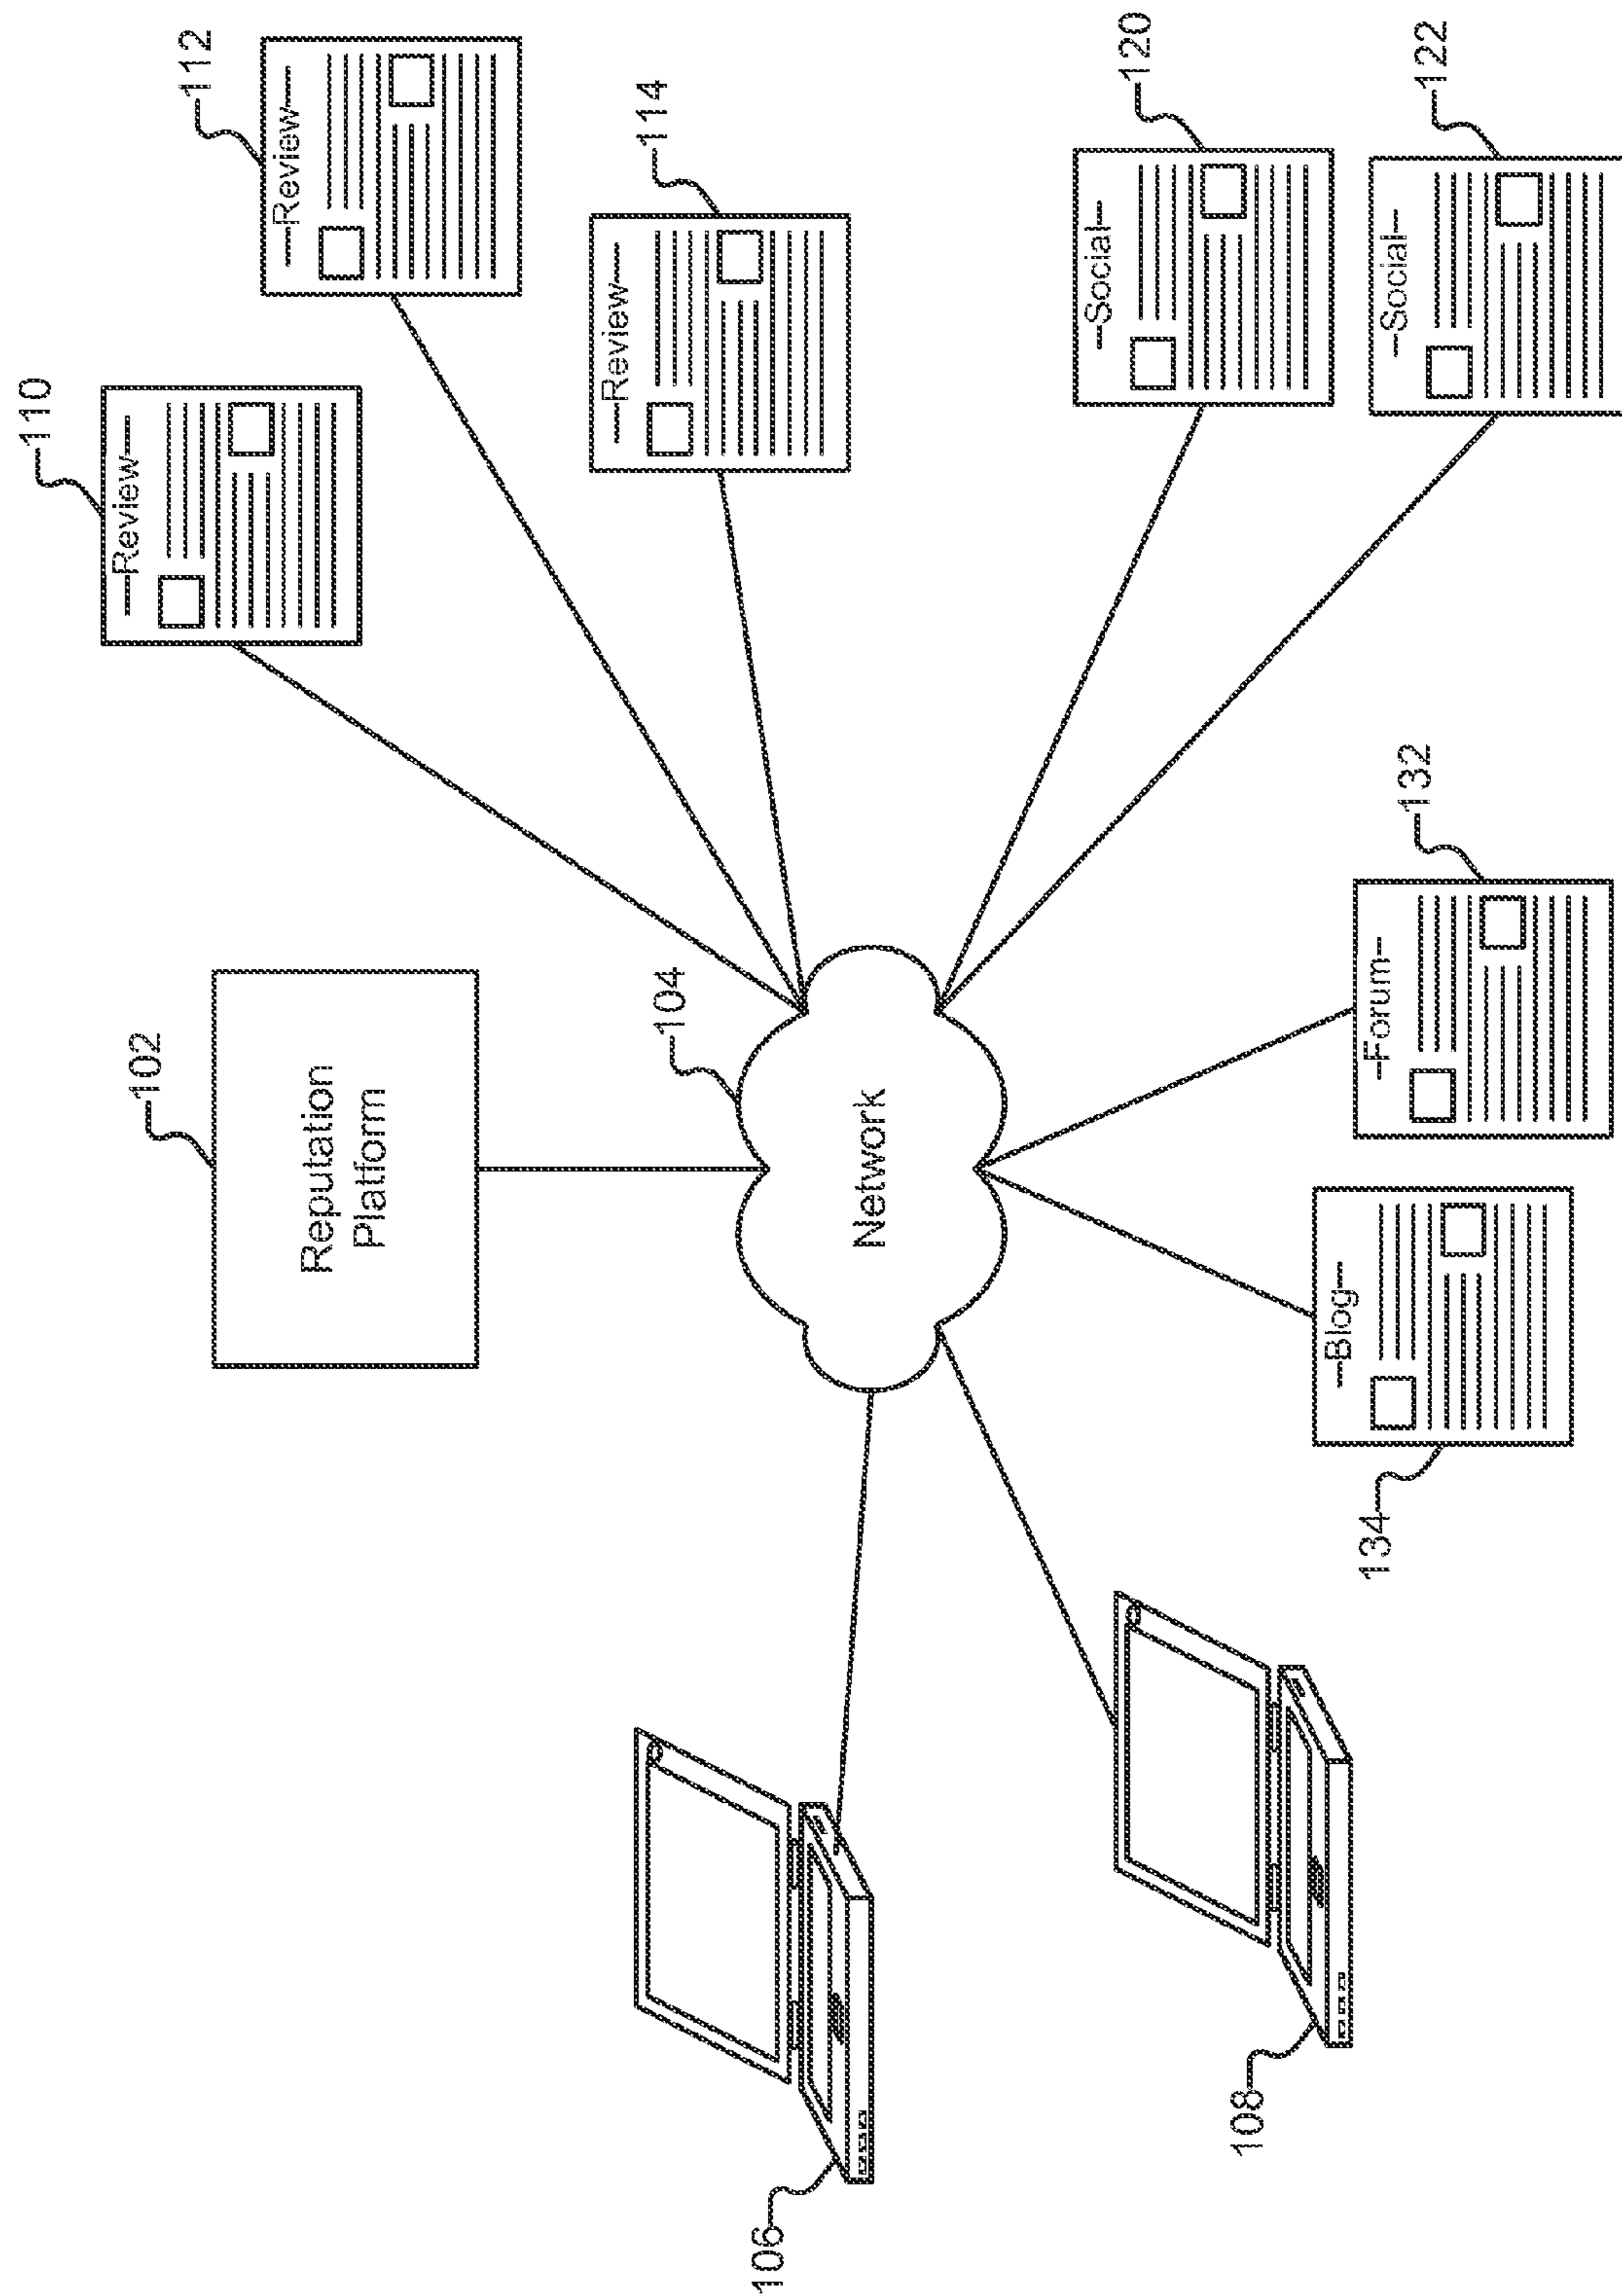 102
Reputation
Platform
110
—Review—
112
—Review—
114
—Review—
104
Network
106
108
120
—Social—
122
—Social—
132
—Forum—
134
—Blog—